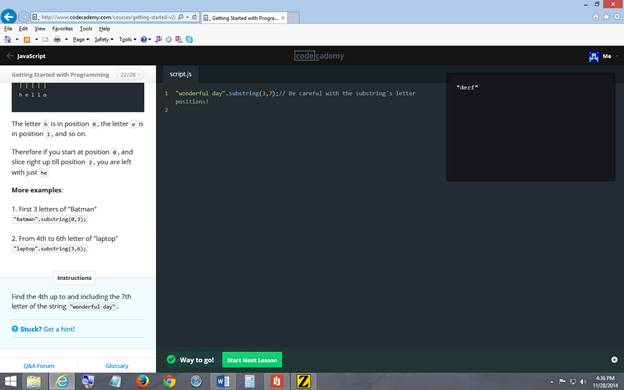 http://www.codecademy.com/courses/getting-started-v2/
Getting Started with Progra...
File Edit View Favorites Tools Help
Page Safety Tools
JavaScript
codecademy
Me
Getting Started with Programming 22/28
script.js
| | | | |
h e l l o
1 "wonderful day".substring(3,7);// Be careful with the substring's letter
positions!
2
"derf"
The letter h is in position 0, the letter e is
in position 1, and so on.
Therefore if you start at position 0, and
slice right up till position 2, you are left
with just he
More examples:
1. First 3 letters of "Batman"
"Batman".substring(0,3);
2. From 4th to 6th letter of "laptop"
"laptop".substring(3,6);
Instructions
Find the 4th up to and including the 7th
letter of the string "wonderful day".
Stuck? Get a hint!
Way to go! Start Next Lesson
Q&A Forum Glossary
4:36 PM
11/28/2014